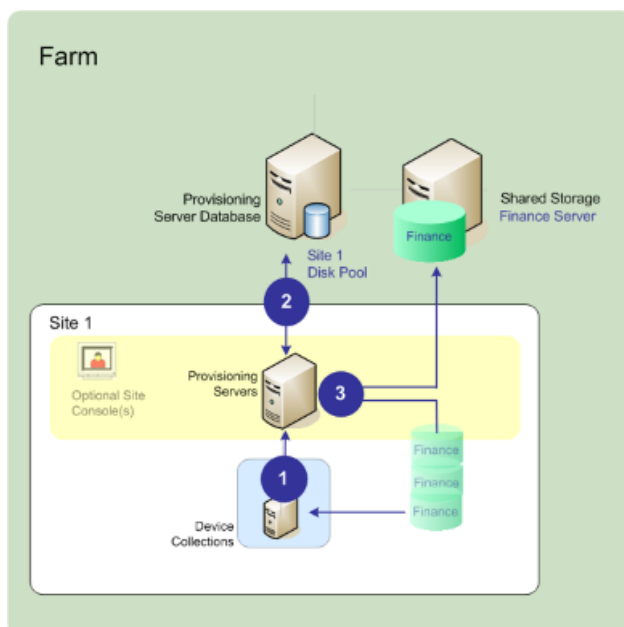 Farm
Provisioning
Server Database
Shared Storage
Finance Server
Finance
Site 1
Disk Pool
2
Site 1
Optional Site
Console(s)
Provisioning
Servers
3
1
Device
Collections
Finance
Finance
Finance